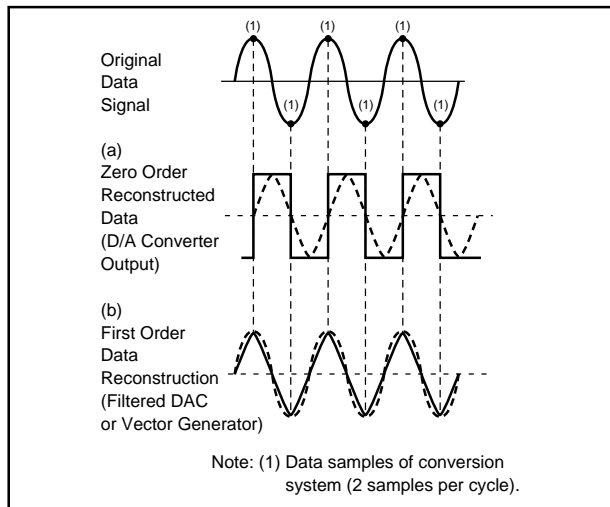 (1) (1) (1)
Original
Data
Signal
(1) (1) (1)
(a)
Zero Order
Reconstructed
Data
(D/A Converter
Output)
(b)
First Order
Data
Reconstruction
(Filtered DAC
or Vector Generator)
Note: (1) Data samples of conversion
system (2 samples per cycle).